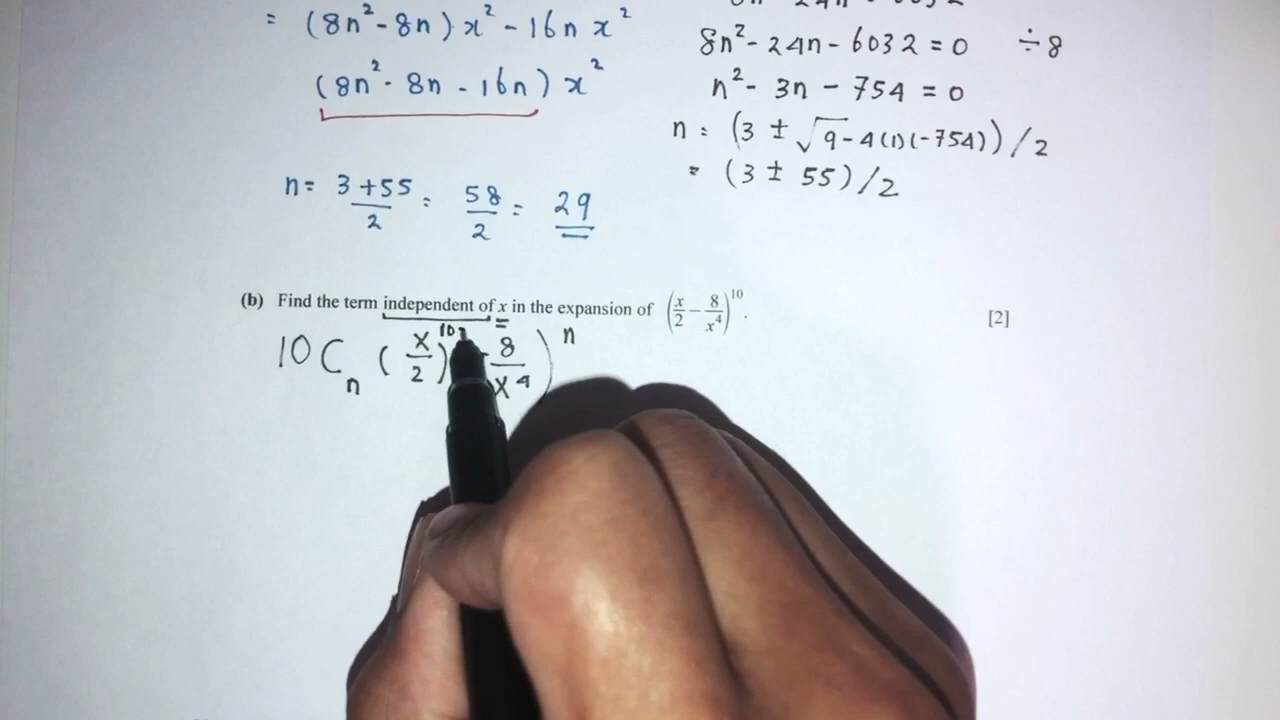 = (8n² - 8n) x² - 16n x²
(8n² - 8n - 16n) x²
8n² - 24n - 6032 = 0 ÷8
n² - 3n - 754 = 0
n = (3 ± √9-4(1)(-754)) / 2
= (3 ± 55) / 2
n = 3+55/2 = 58/2 = 29
(b) Find the term independent of x in the expansion of (x/2 - 8/x⁴)¹⁰. [2]
10 C n (x/2)¹⁰ 8/x⁴)ⁿ